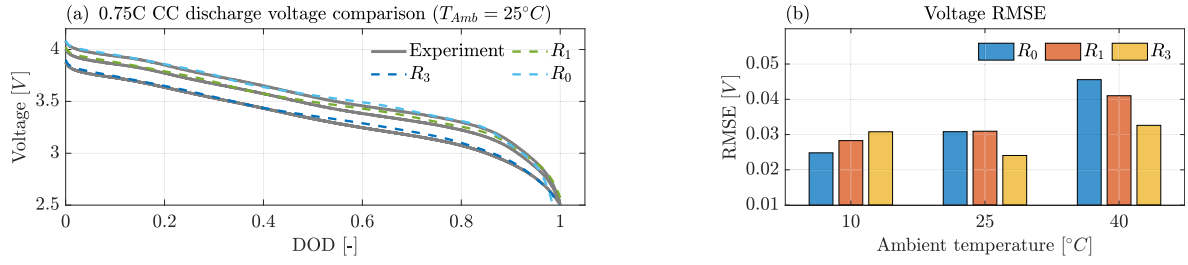 (a) 0.75C CC discharge voltage comparison (T_Amb = 25°C)
Experiment
R_1
R_3
R_0
4
3.5
3
2.5
Voltage [V]
0
0.2
0.4
0.6
0.8
1
DOD [-]
(b) Voltage RMSE
R_0
R_1
R_3
0.05
0.04
0.03
0.02
0.01
RMSE [V]
10
25
40
Ambient temperature [°C]